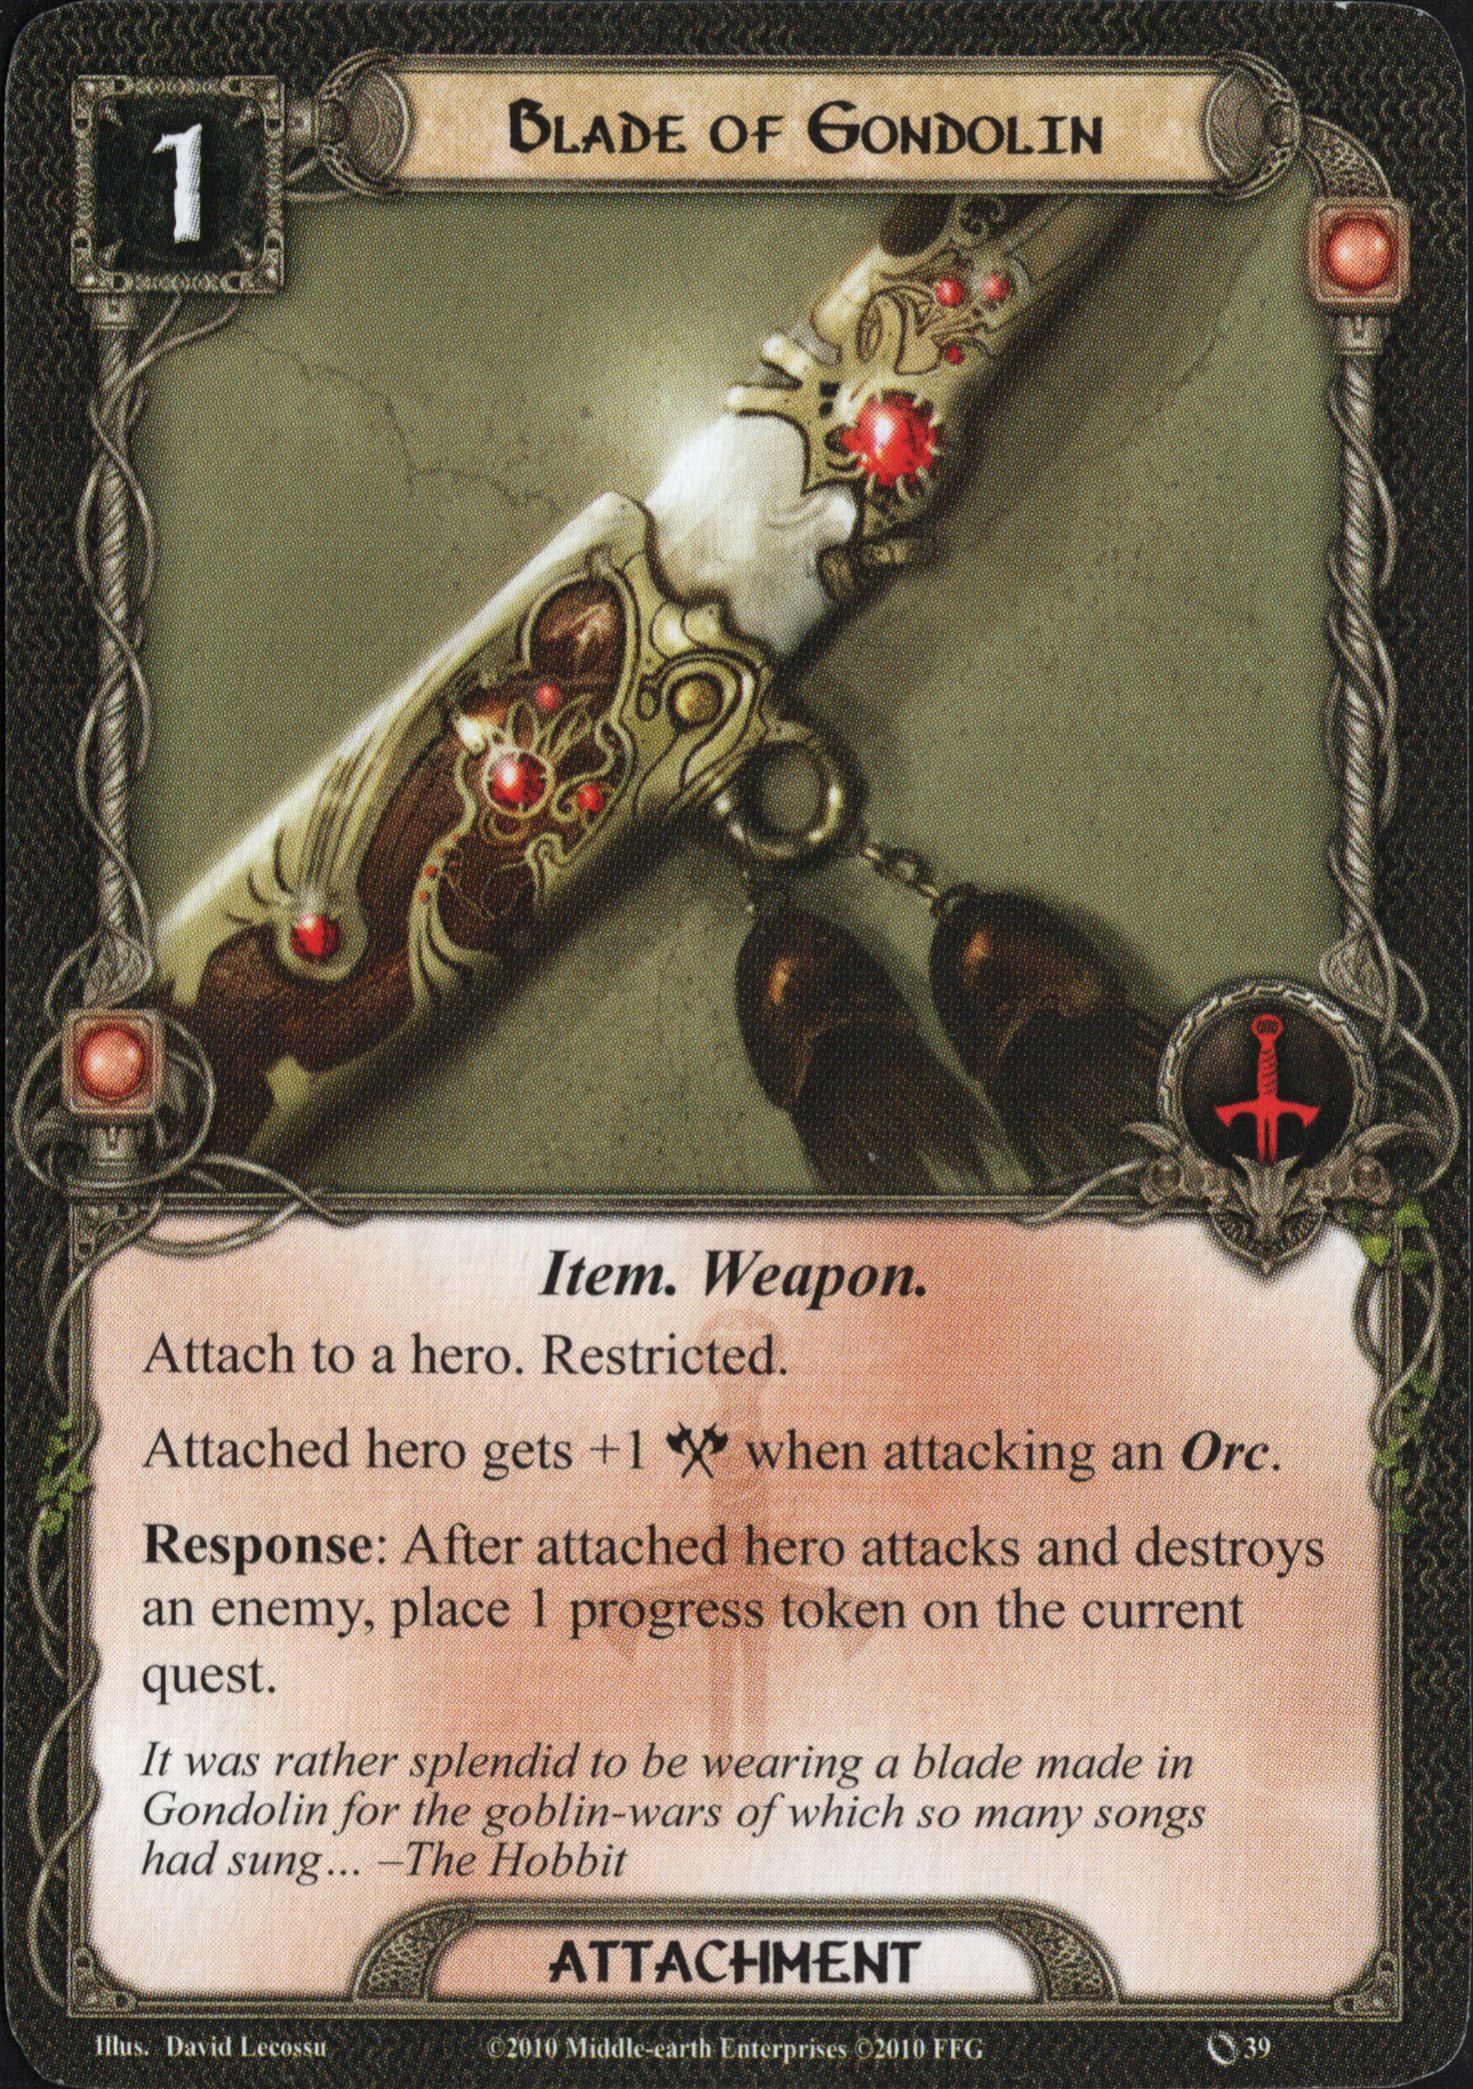 1
Blade of Gondolin
Item. Weapon.
Attach to a hero. Restricted.
Attached hero gets +1 when attacking an Orc.
Response: After attached hero attacks and destroys
an enemy, place 1 progress token on the current
quest.
It was rather splendid to be wearing a blade made in
Gondolin for the goblin-wars of which so many songs
had sung... –The Hobbit
ATTACHMENT
Illus. David Lecossu
©2010 Middle-earth Enterprises ©2010 FFG
39